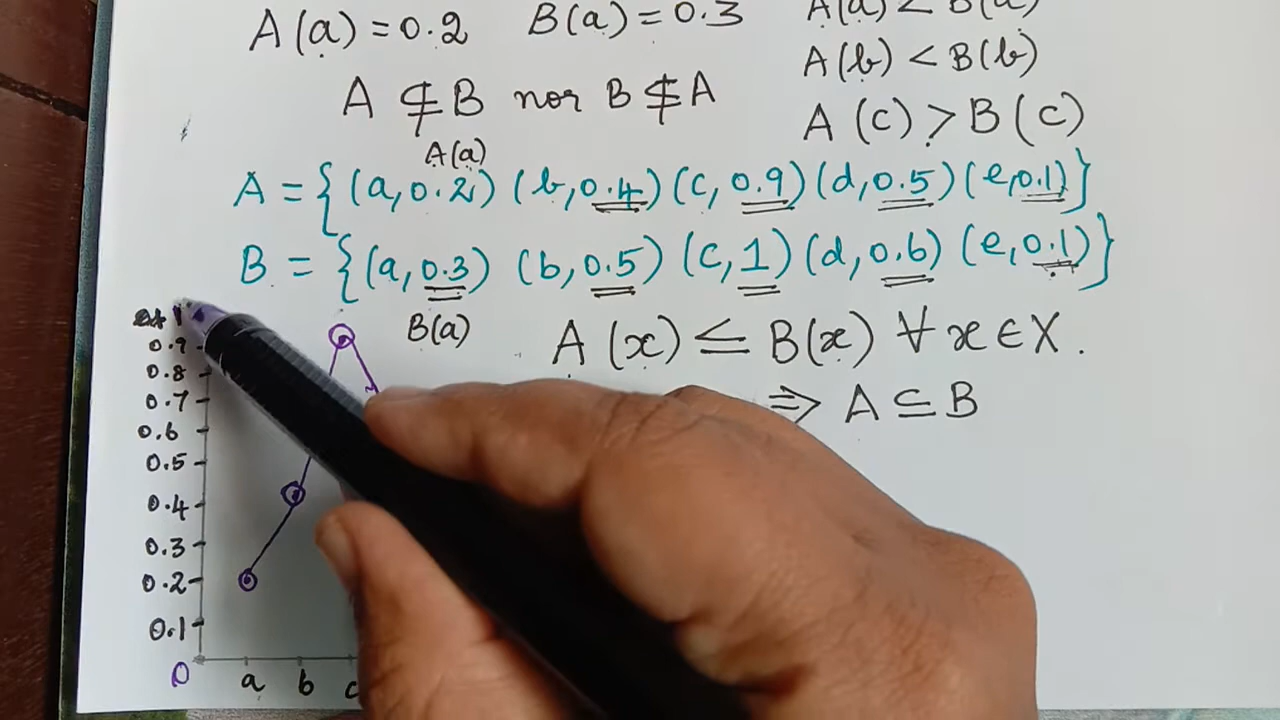 A(a) = 0.2 B(a) = 0.3 A(a) < B(a)
A(b) < B(b)
A ⊈ B nor B ⊈ A
A(c) > B(c)
A(a)
A = {(a,0.2) (b,0.4) (c,0.9) (d,0.5) (e,0.1)}
B = {(a,0.3) (b,0.5) (c,1) (d,0.6) (e,0.1)}
B(a)
A(x) ≤ B(x) ∀ x ∈ X.
⇒ A ⊆ B
1
0.9
0.8
0.7
0.6
0.5
0.4
0.3
0.2
0.1
0 a b c